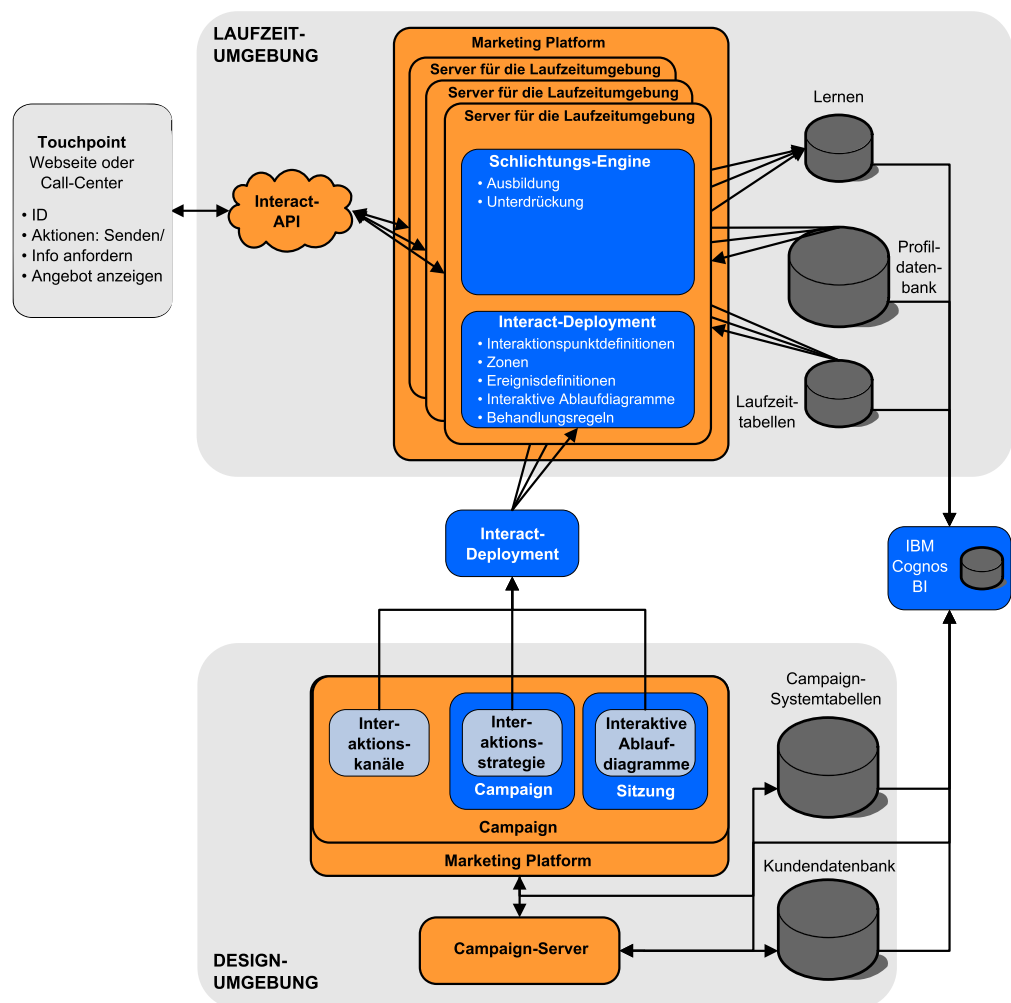 LAUFZEIT-
UMGEBUNG
Marketing Platform
Server für die Laufzeitumgebung
Server für die Laufzeitumgebung
Server für die Laufzeitumgebung
Touchpoint
Webseite oder
Call-Center
• ID
• Aktionen: Senden/
• Info anfordern
• Angebot anzeigen
Interact-
API
Schlichtungs-Engine
• Ausbildung
• Unterdrückung
Interact-Deployment
• Interaktionspunktdefinitionen
• Zonen
• Ereignisdefinitionen
• Interaktive Ablaufdiagramme
• Behandlungsregeln
Lernen
Profil-
daten-
bank
Laufzeit-
tabellen
Interact-
Deployment
IBM
Cognos
BI
Inter-
aktions-
kanäle
Inter-
aktions-
strategie
Campaign
Interaktive
Ablauf-
diagramme
Sitzung
Campaign
Marketing Platform
Campaign-
Systemtabellen
Kundendatenbank
Campaign-Server
DESIGN-
UMGEBUNG